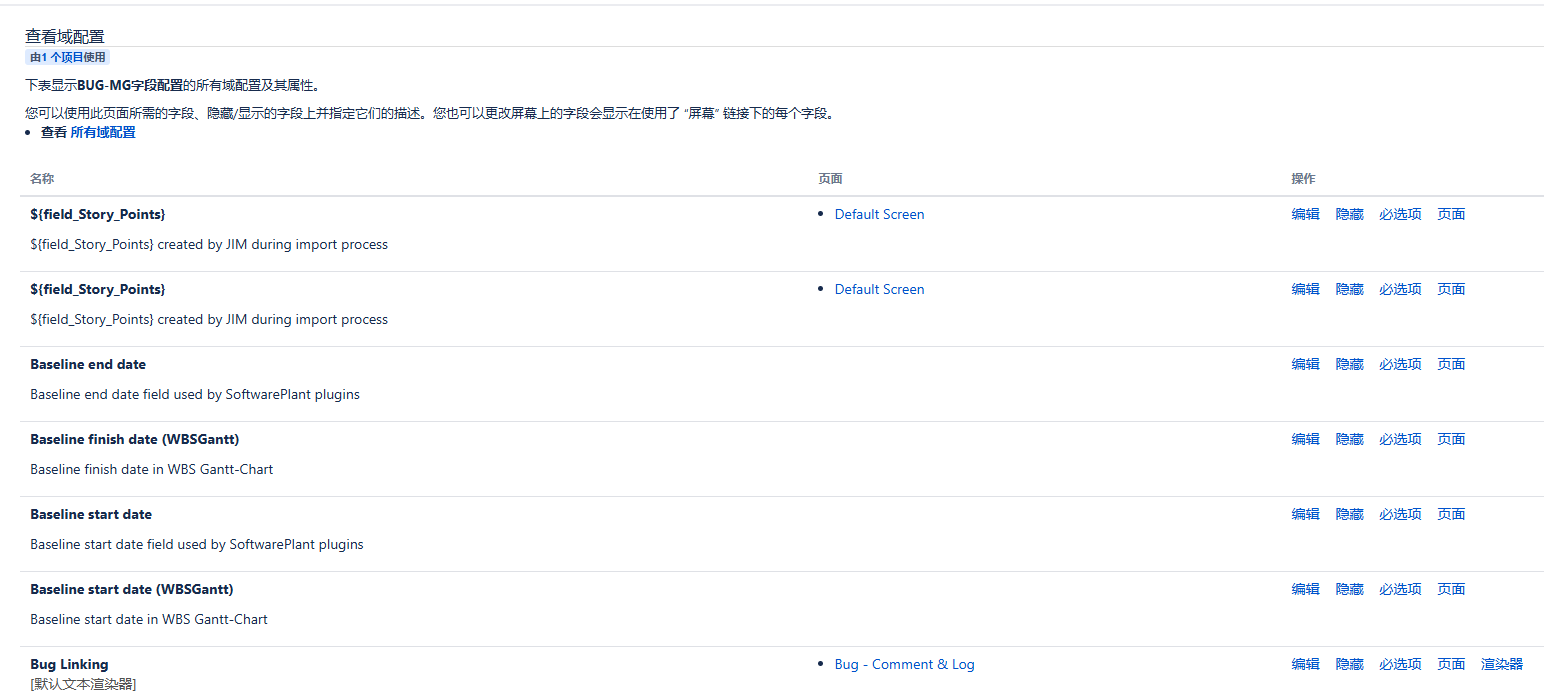 查看域配置
由1 个项目使用
下表显示BUG-MG字段配置的所有域配置及其属性。
您可以使用此页面所需的字段、隐藏/显示的字段上并指定它们的描述。您也可以更改屏幕上的字段会显示在使用了 “屏幕” 链接下的每个字段。
• 查看 所有域配置
名称 页面 操作
${field_Story_Points} • Default Screen 编辑 隐藏 必选项 页面
${field_Story_Points} created by JIM during import process
${field_Story_Points} • Default Screen 编辑 隐藏 必选项 页面
${field_Story_Points} created by JIM during import process
Baseline end date 编辑 隐藏 必选项 页面
Baseline end date field used by SoftwarePlant plugins
Baseline finish date (WBSGantt) 编辑 隐藏 必选项 页面
Baseline finish date in WBS Gantt-Chart
Baseline start date 编辑 隐藏 必选项 页面
Baseline start date field used by SoftwarePlant plugins
Baseline start date (WBSGantt) 编辑 隐藏 必选项 页面
Baseline start date in WBS Gantt-Chart
Bug Linking • Bug - Comment & Log 编辑 隐藏 必选项 页面 渲染器
[默认文本渲染器]